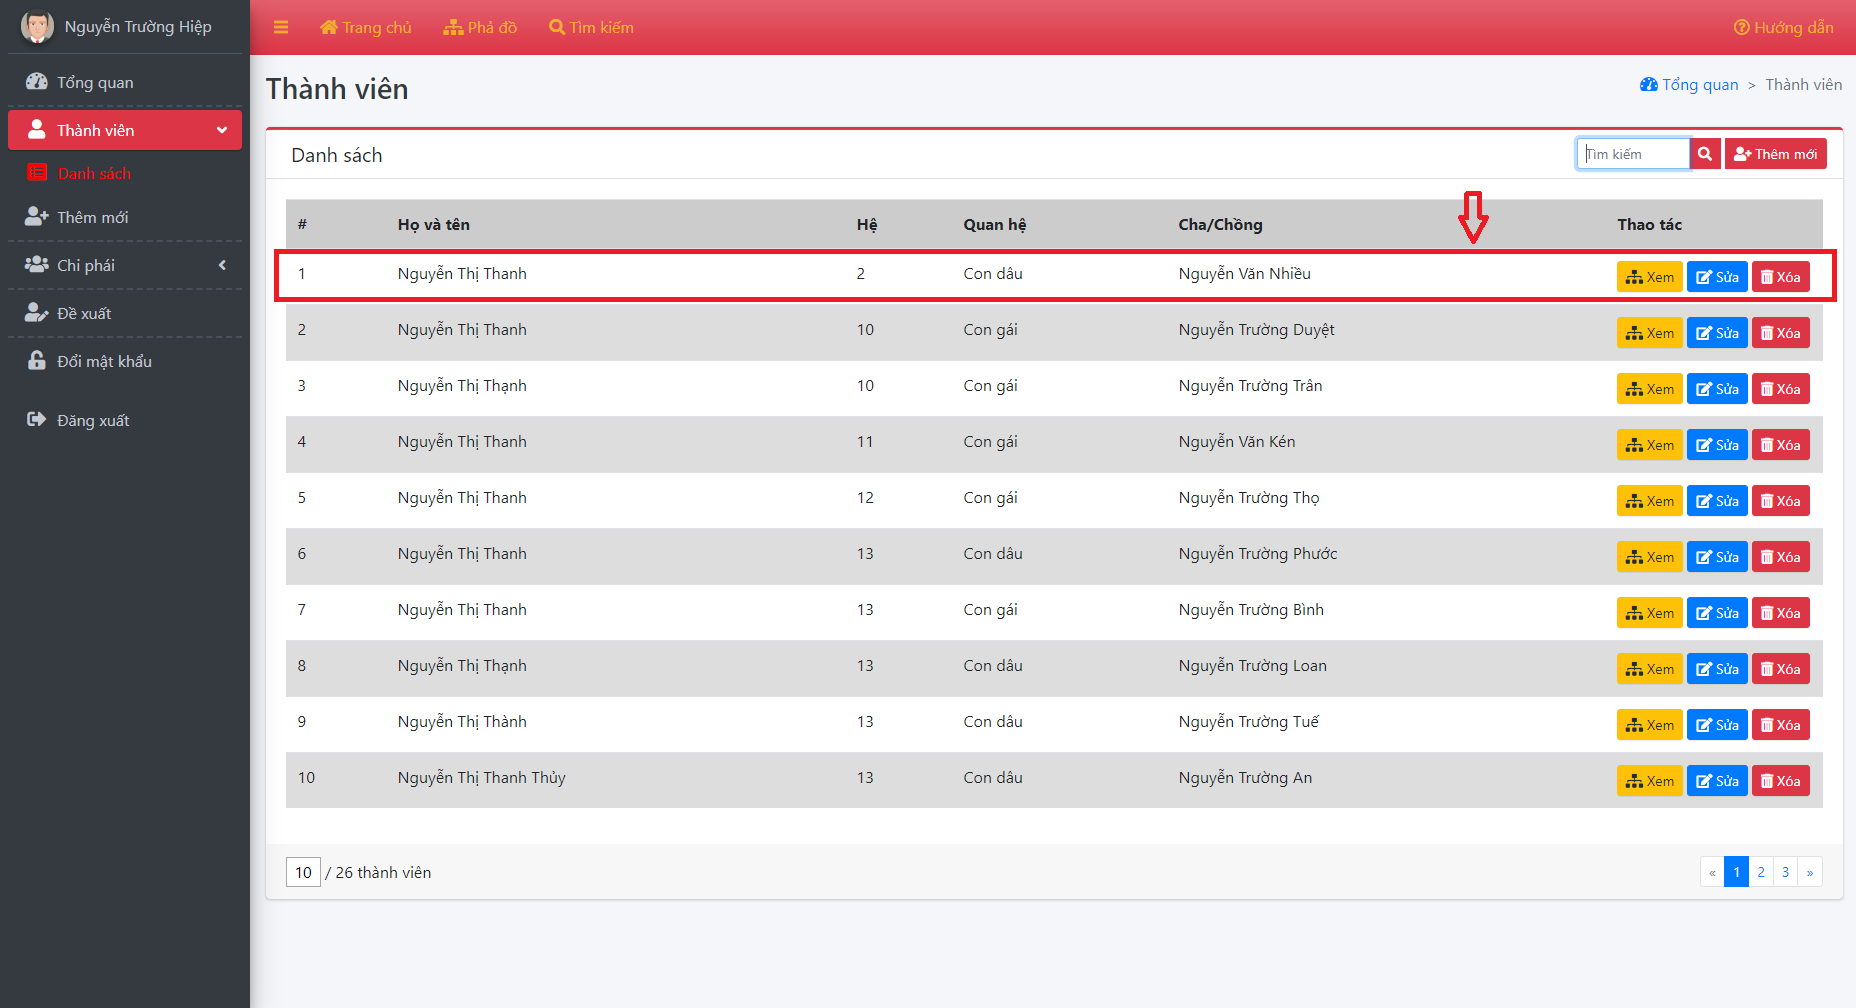 Nguyễn Trường Hiệp
Tổng quan
Thành viên
Danh sách
Thêm mới
Chi phái
Đề xuất
Đổi mật khẩu
Đăng xuất
Trang chủ Phả đồ Tìm kiếm Hướng dẫn
Thành viên
Tổng quan > Thành viên
Danh sách
Tìm kiếm Thêm mới
# Họ và tên Hệ Quan hệ Cha/Chồng Thao tác
1 Nguyễn Thị Thanh 2 Con dâu Nguyễn Văn Nhiều Xem Sửa Xóa
2 Nguyễn Thị Thanh 10 Con gái Nguyễn Trường Duyệt Xem Sửa Xóa
3 Nguyễn Thị Thạnh 10 Con gái Nguyễn Trường Trân Xem Sửa Xóa
4 Nguyễn Thị Thanh 11 Con gái Nguyễn Văn Kén Xem Sửa Xóa
5 Nguyễn Thị Thanh 12 Con gái Nguyễn Trường Thọ Xem Sửa Xóa
6 Nguyễn Thị Thanh 13 Con dâu Nguyễn Trường Phước Xem Sửa Xóa
7 Nguyễn Thị Thanh 13 Con gái Nguyễn Trường Bình Xem Sửa Xóa
8 Nguyễn Thị Thạnh 13 Con dâu Nguyễn Trường Loan Xem Sửa Xóa
9 Nguyễn Thị Thành 13 Con dâu Nguyễn Trường Tuế Xem Sửa Xóa
10 Nguyễn Thị Thanh Thủy 13 Con dâu Nguyễn Trường An Xem Sửa Xóa
10 / 26 thành viên
« 1 2 3 »